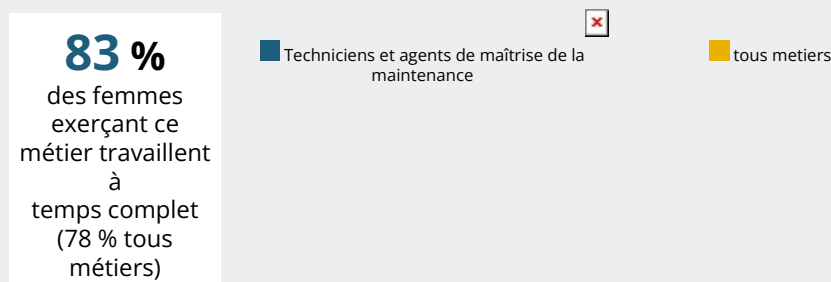 83 %
des femmes
exerçant ce
métier travaillent
à
temps complet
(78 % tous
métiers)
Techniciens et agents de maîtrise de la
maintenance
tous metiers